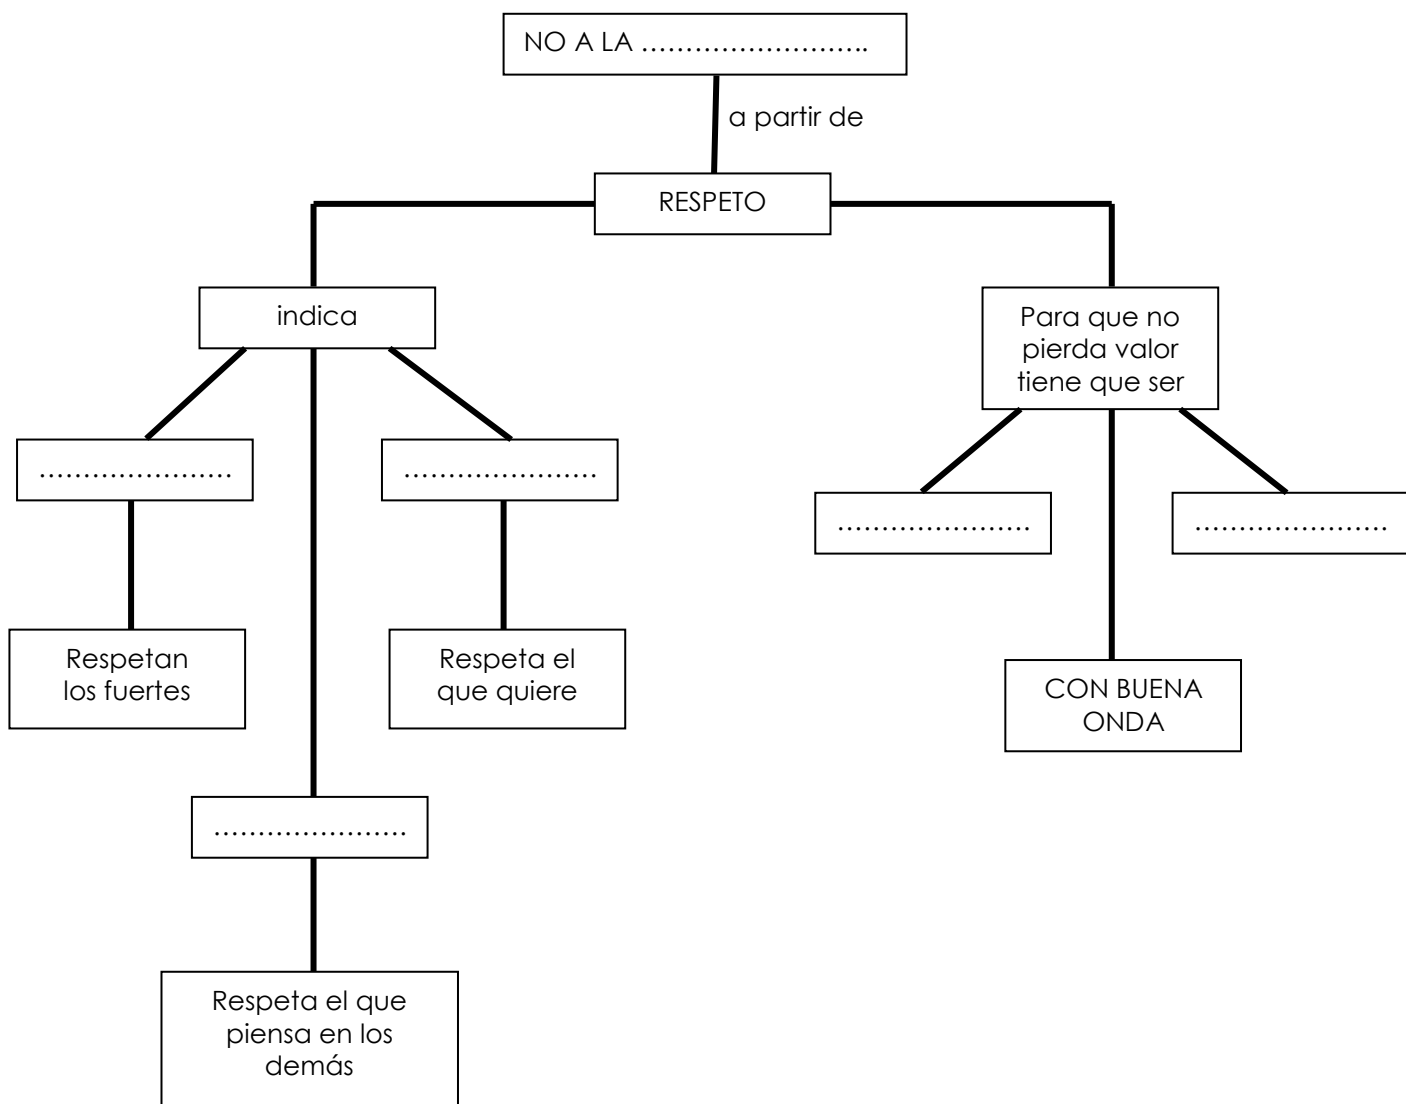 NO A LA ……………………..
a partir de
RESPETO
indica
Para que no
pierda valor
tiene que ser
………………….
………………….
………………….
………………….
Respetan
los fuertes
Respeta el
que quiere
CON BUENA
ONDA
………………….
Respeta el que
piensa en los
demás